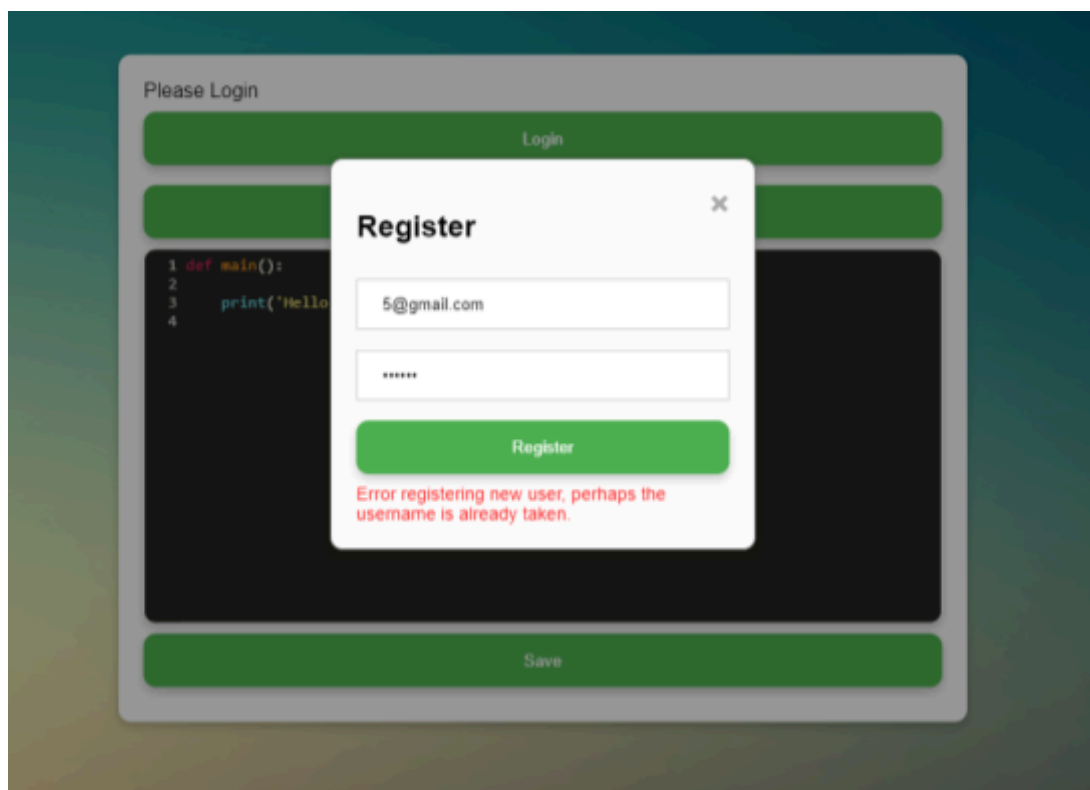 Please Login
Login
Register
×
1 def main():
2
3 print('Hello
4
5@gmail.com
••••••
Register
Error registering new user, perhaps the
username is already taken.
Save